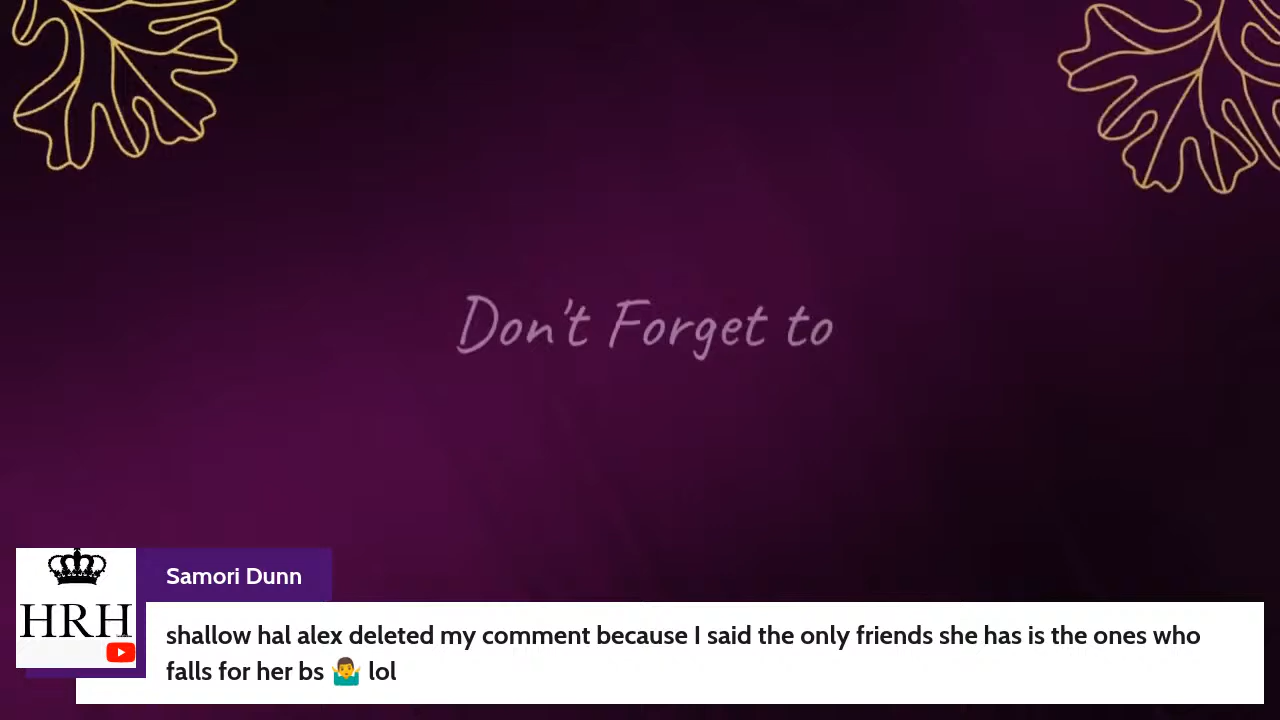 Don't Forget to
HRH
Samori Dunn
shallow hal alex deleted my comment because I said the only friends she has is the ones who
falls for her bs 🤷‍♂️ lol